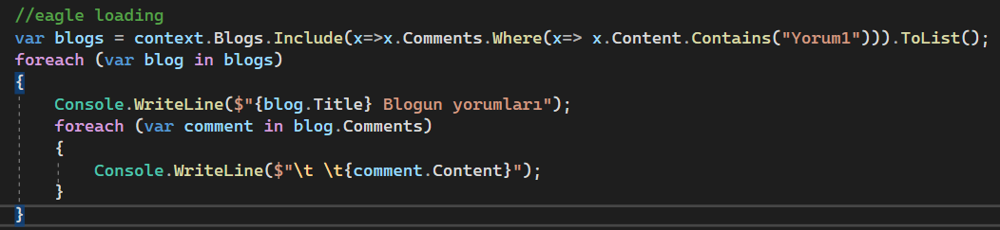 //eagle loading
var blogs = context.Blogs.Include(x=>x.Comments.Where(x=> x.Content.Contains("Yorum1"))).ToList();
foreach (var blog in blogs)
{
    Console.WriteLine($"{blog.Title} Blogun yorumları");
    foreach (var comment in blog.Comments)
    {
        Console.WriteLine($"\t \t{comment.Content}");
    }
}